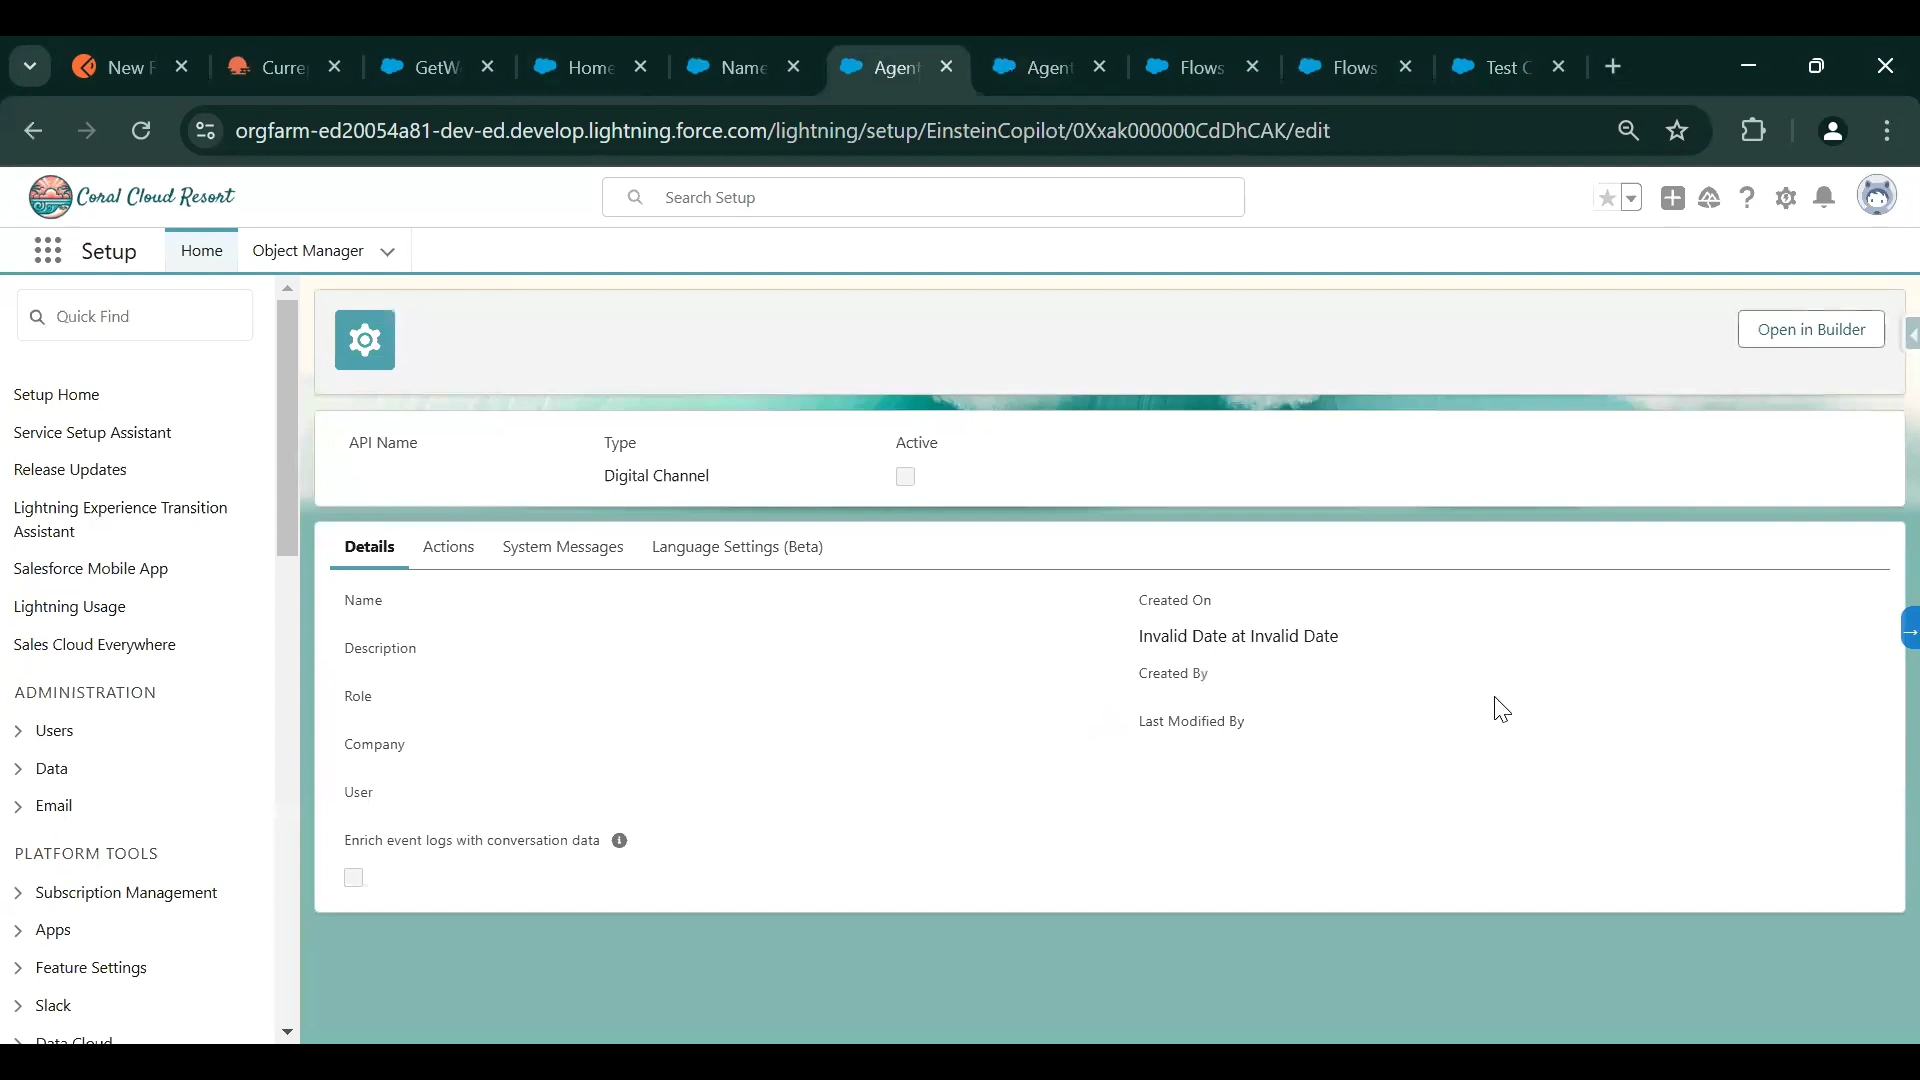 New
Curre
GetW
Home
Name
Agent
Agent
Flows
Flows
Test C
orgfarm-ed20054a81-dev-ed.develop.lightning.force.com/lightning/setup/EinsteinCopilot/0Xxak000000CdDhCAK/edit
Coral Cloud Resort
Search Setup
Setup
Home
Object Manager
Quick Find
Open in Builder
Setup Home
Service Setup Assistant
Release Updates
Lightning Experience Transition
Assistant
Salesforce Mobile App
Lightning Usage
Sales Cloud Everywhere
ADMINISTRATION
Users
Data
Email
PLATFORM TOOLS
Subscription Management
Apps
Feature Settings
Slack
Data Cloud
API Name
Type
Active
Digital Channel
Details
Actions
System Messages
Language Settings (Beta)
Name
Description
Role
Company
User
Enrich event logs with conversation data
Created On
Invalid Date at Invalid Date
Created By
Last Modified By